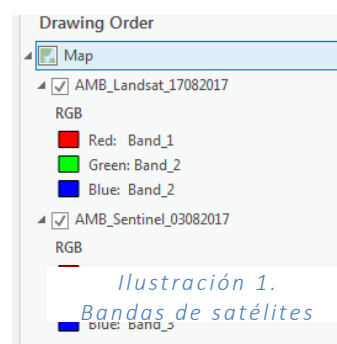 Drawing Order
Map
AMB_Landsat_17082017
RGB
Red: Band_1
Green: Band_2
Blue: Band_2
AMB_Sentinel_03082017
RGB
Ilustración 1.
Bandas de satélites
Blue: Band_3